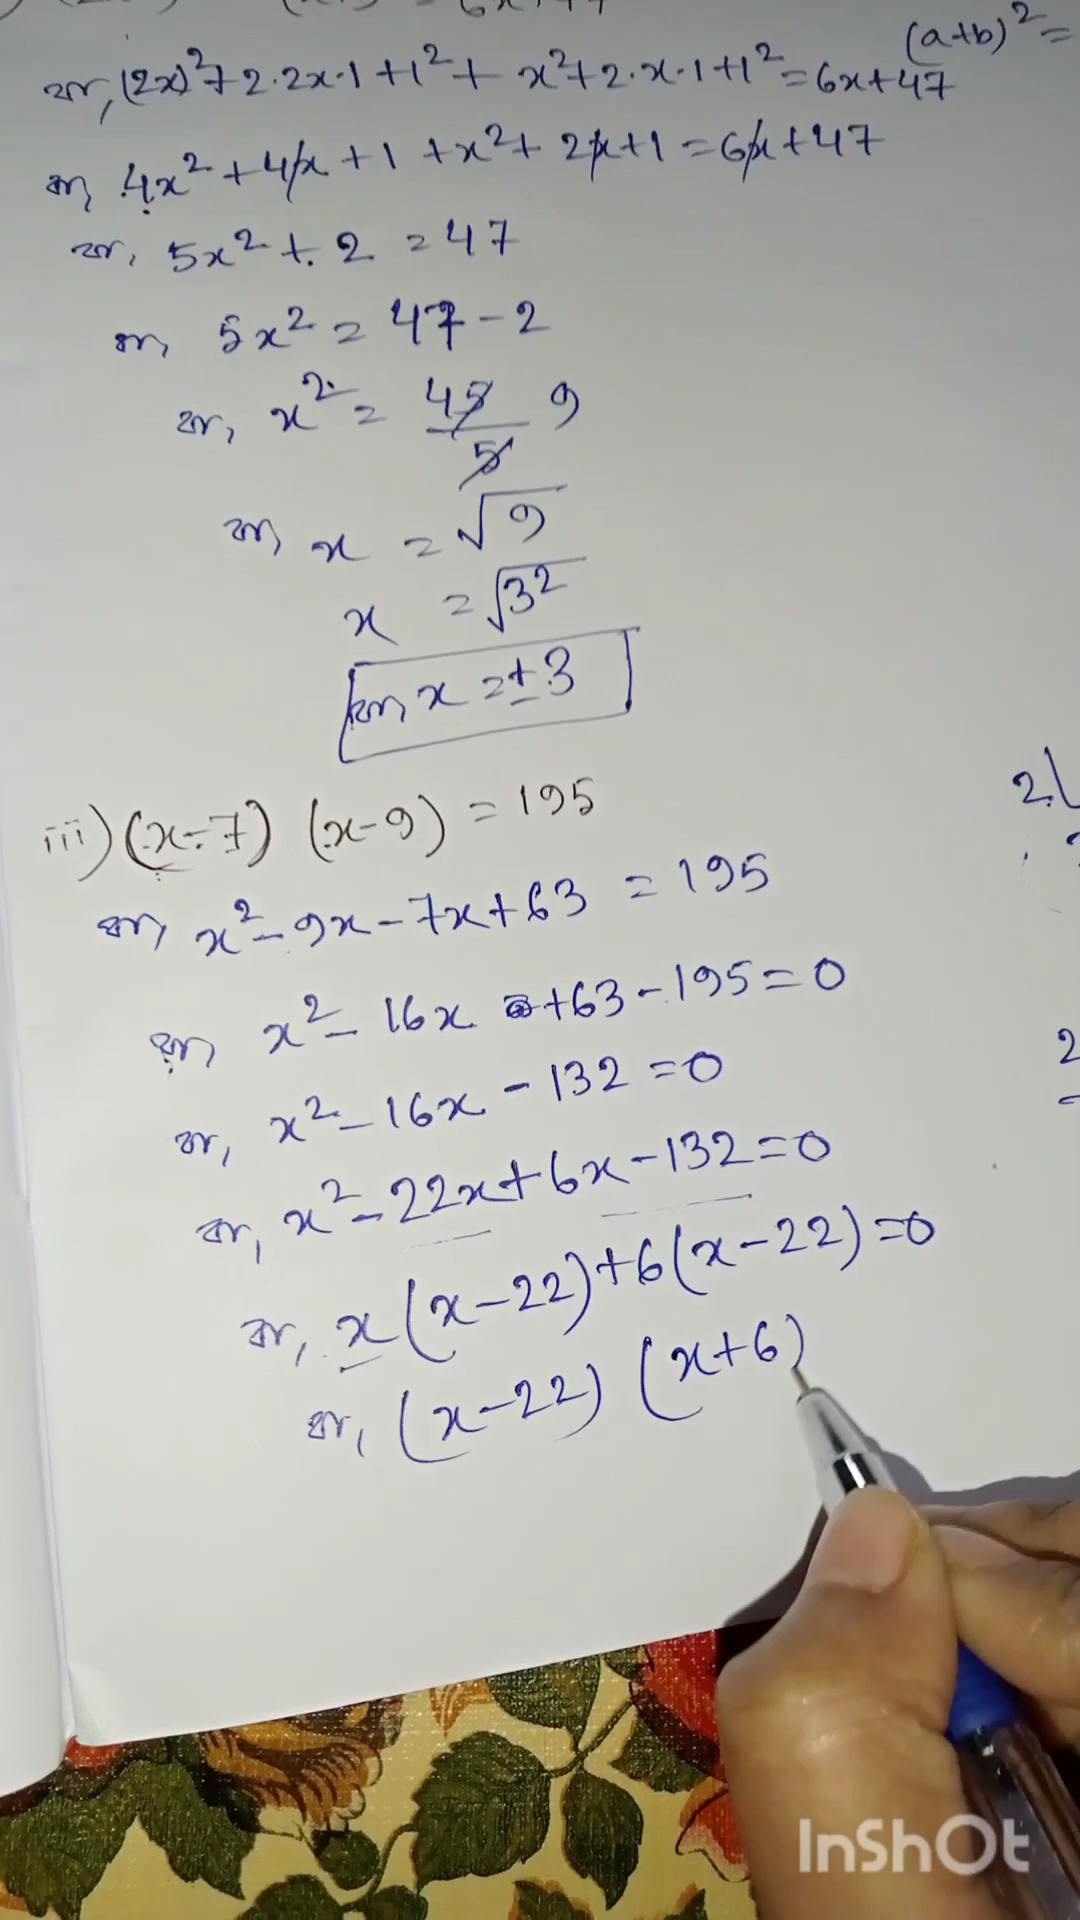 (a+b)² =
বা, (2x)² + 2·2x·1 + 1² + x² + 2·x·1 + 1² = 6x + 47
বা, 4x² + 4x + 1 + x² + 2x + 1 = 6x + 47
বা, 5x² + 2 = 47
বা, 5x² = 47 - 2
বা, x² = 45/5 9
বা, x = √9
x = √3²
বা, x = ±3
iii) (x-7) (x-9) = 195
বা, x² - 9x - 7x + 63 = 195
বা, x² - 16x + 63 - 195 = 0
বা, x² - 16x - 132 = 0
বা, x² - 22x + 6x - 132 = 0
বা, x(x-22) + 6(x-22) = 0
বা, (x-22) (x+6)
2.
2
InShOt